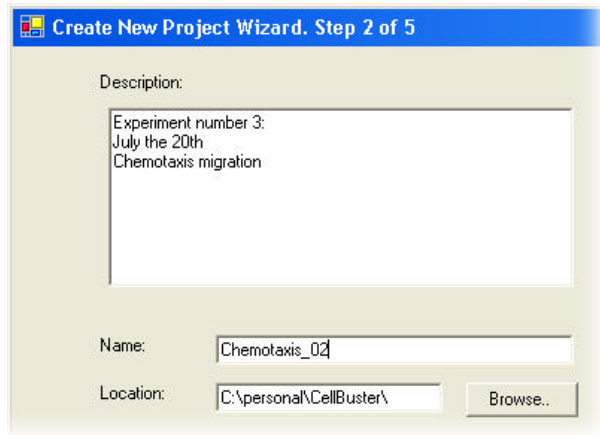 Create New Project Wizard. Step 2 of 5
Description:
Experiment number 3:
July the 20th
Chemotaxis migration
Name:
Chemotaxis_02
Location:
C:\personal\CellBuster\
Browse..